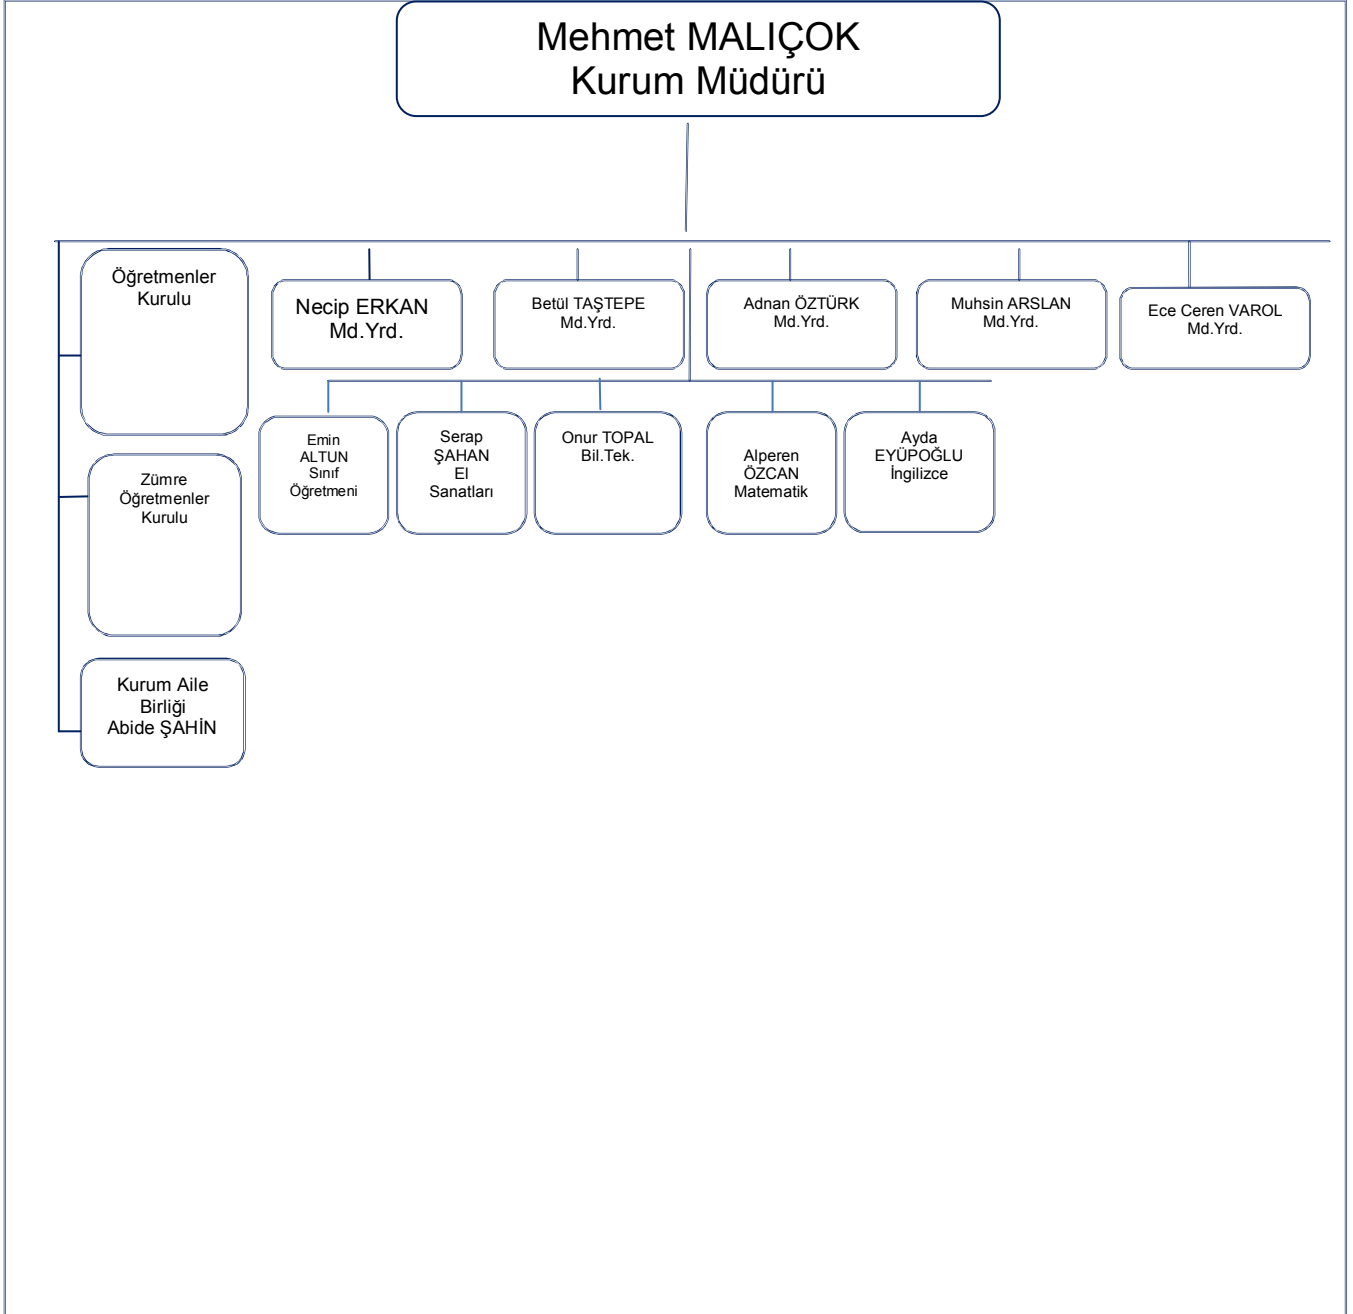 Mehmet MALIÇOK
Kurum Müdürü
Öğretmenler
Kurulu
Necip ERKAN
Md.Yrd.
Betül TAŞTEPE
Md.Yrd.
Adnan ÖZTÜRK
Md.Yrd.
Muhsin ARSLAN
Md.Yrd.
Ece Ceren VAROL
Md.Yrd.
Emin
ALTUN
Sınıf
Öğretmeni
Serap
ŞAHAN
El
Sanatları
Onur TOPAL
Bil.Tek.
Alperen
ÖZCAN
Matematik
Ayda
EYÜPOĞLU
İngilizce
Zümre
Öğretmenler
Kurulu
Kurum Aile
Birliği
Abide ŞAHİN